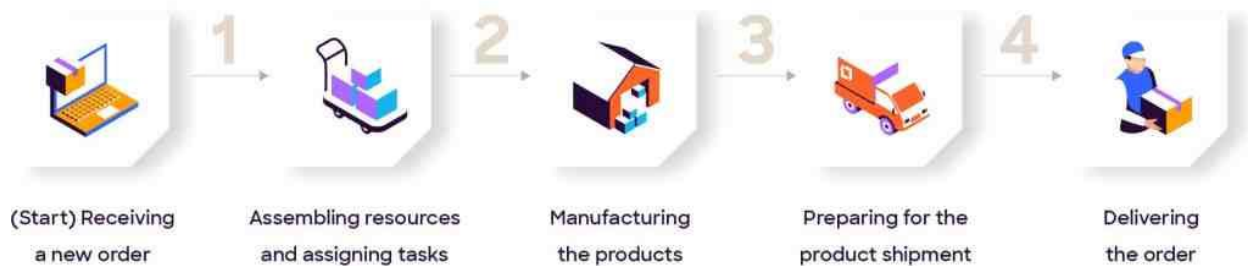 1
2
3
4
(Start) Receiving
a new order
Assembling resources
and assigning tasks
Manufacturing
the products
Preparing for the
product shipment
Delivering
the order